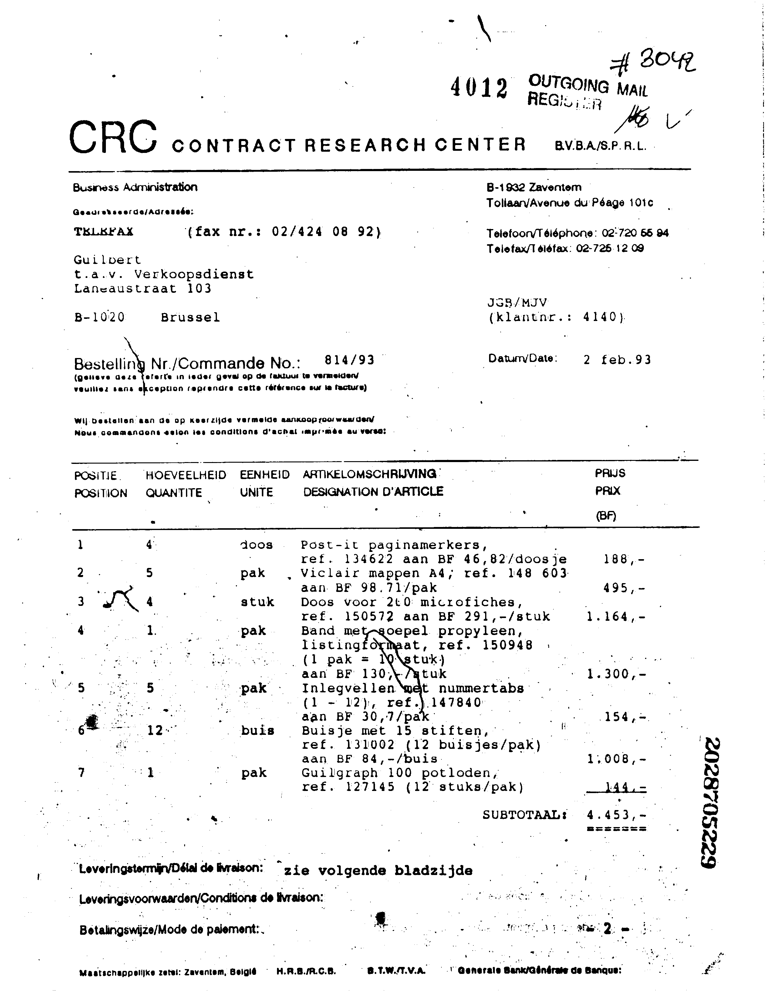 # 3042
4012 OUTGOING MAIL
REGISTER
CRC CONTRACT RESEARCH CENTER B.V.B.A./S.P.R.L.
Business Administration
B-1932 Zaventem
Tollaan/Avenue du Péage 101c
Geadresseerde/Adressée:
TELEFAX (fax nr.: 02/424 08 92)
Telefoon/Téléphone: 02-720 55 94
Telefax/Téléfax: 02-725 12 09
Guilbert
t.a.v. Verkoopsdienst
Laneaustraat 103
B-1020 Brussel
JGB/MJV
(klantnr.: 4140)
Bestelling Nr./Commande No.: 814/93
Datum/Date: 2 feb.93
(gelieve deze referte in ieder geval op de faktuur te vermelden/
veuillez sans exception reprendre cette référence sur la facture)
Wij bestellen aan de op keerzijde vermelde aankoopvoorwaarden/
Nous commandons selon les conditions d'achat imprimée au verso:
POSITIE HOEVEELHEID EENHEID ARTIKELOMSCHRIJVING PRIJS
POSITION QUANTITE UNITE DESIGNATION D'ARTICLE PRIX
(BF)
1 4 doos Post-it paginamerkers,
ref. 134622 aan BF 46,82/doosje 188,-
2 5 pak Viclair mappen A4, ref. 148 603
aan BF 98.71/pak 495,-
3 4 stuk Doos voor 260 microfiches,
ref. 150572 aan BF 291,-/stuk 1.164,-
4 1 pak Band met soepel propyleen,
listingformaat, ref. 150948
(1 pak = 10 stuk)
aan BF 130,-/stuk 1.300,-
5 5 pak Inlegvellen met nummertabs
(1 - 12), ref. 147840
aan BF 30,7/pak 154,-
6 12 buis Buisje met 15 stiften,
ref. 131002 (12 buisjes/pak)
aan BF 84,-/buis 1.008,-
7 1 pak Guilgraph 100 potloden,
ref. 127145 (12 stuks/pak) 144,-
SUBTOTAAL: 4.453,-
=======
2028705229
Leveringstermijn/Délai de livraison: zie volgende bladzijde
Leveringsvoorwaarden/Conditions de livraison:
Betalingswijze/Mode de paiement:
2 -
Maatschappelijke zetel: Zaventem, België H.R.B./R.C.B. B.T.W./T.V.A. Generale Bank/Générale de Banque: